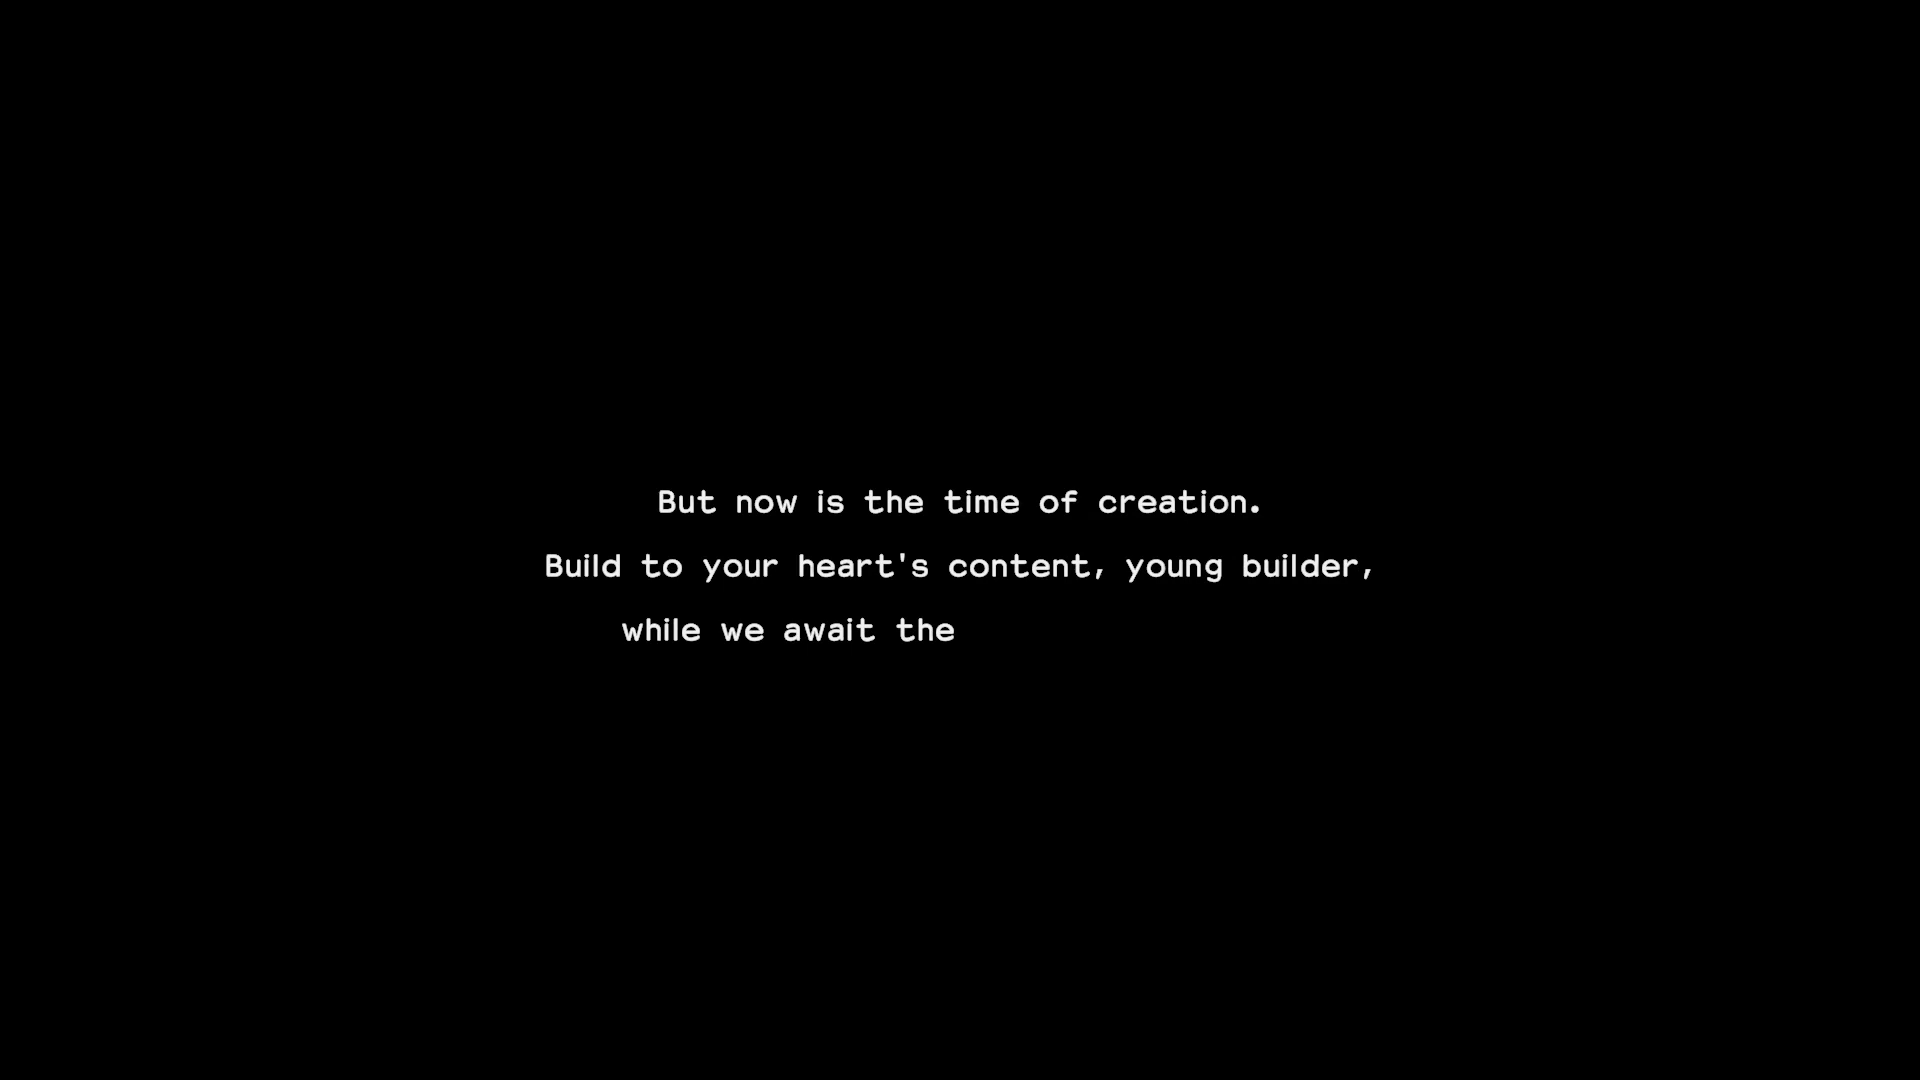 But now is the time of creation.
Build to your heart's content, young builder,
while we await the